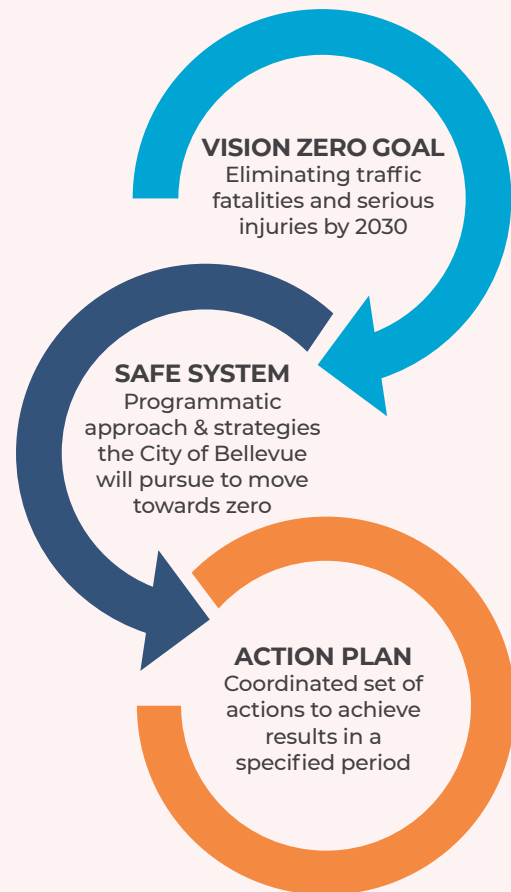 VISION ZERO GOAL
Eliminating traffic
fatalities and serious
injuries by 2030
SAFE SYSTEM
Programmatic
approach & strategies
the City of Bellevue
will pursue to move
towards zero
ACTION PLAN
Coordinated set of
actions to achieve
results in a
specified period